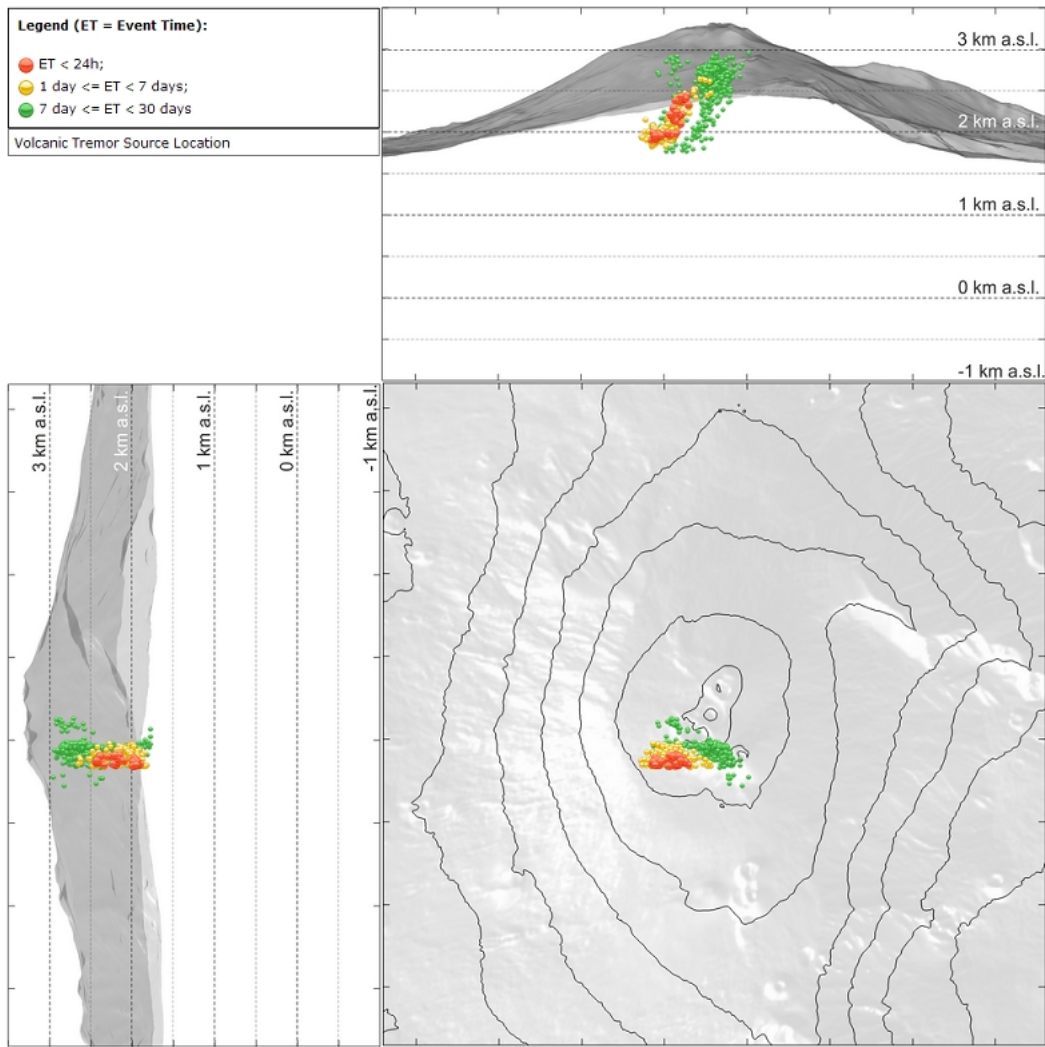 Legend (ET = Event Time):
ET < 24h;
1 day <= ET < 7 days;
7 day <= ET < 30 days
Volcanic Tremor Source Location
3 km a.s.l.
2 km a.s.l.
1 km a.s.l.
0 km a.s.l.
-1 km a.s.l.
3 km a.s.l.
2 km a.s.l.
1 km a.s.l.
0 km a.s.l.
-1 km a.s.l.